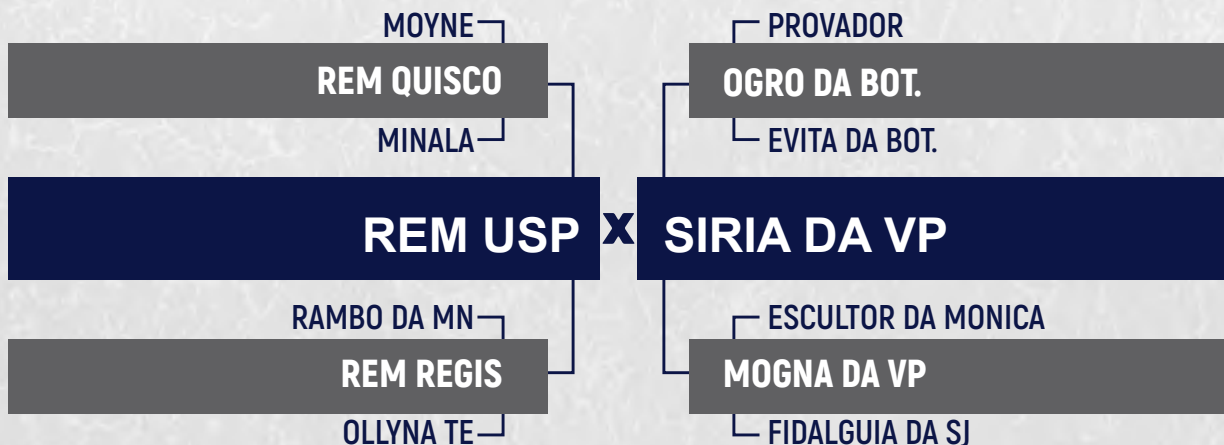 MOYNE PROVADOR
REM QUISCO OGRO DA BOT.
MINALA EVITA DA BOT.
REM USP X SIRIA DA VP
RAMBO DA MN ESCULTOR DA MONICA
REM REGIS MOGNA DA VP
OLLYNA TE FIDALGUIA DA SJ